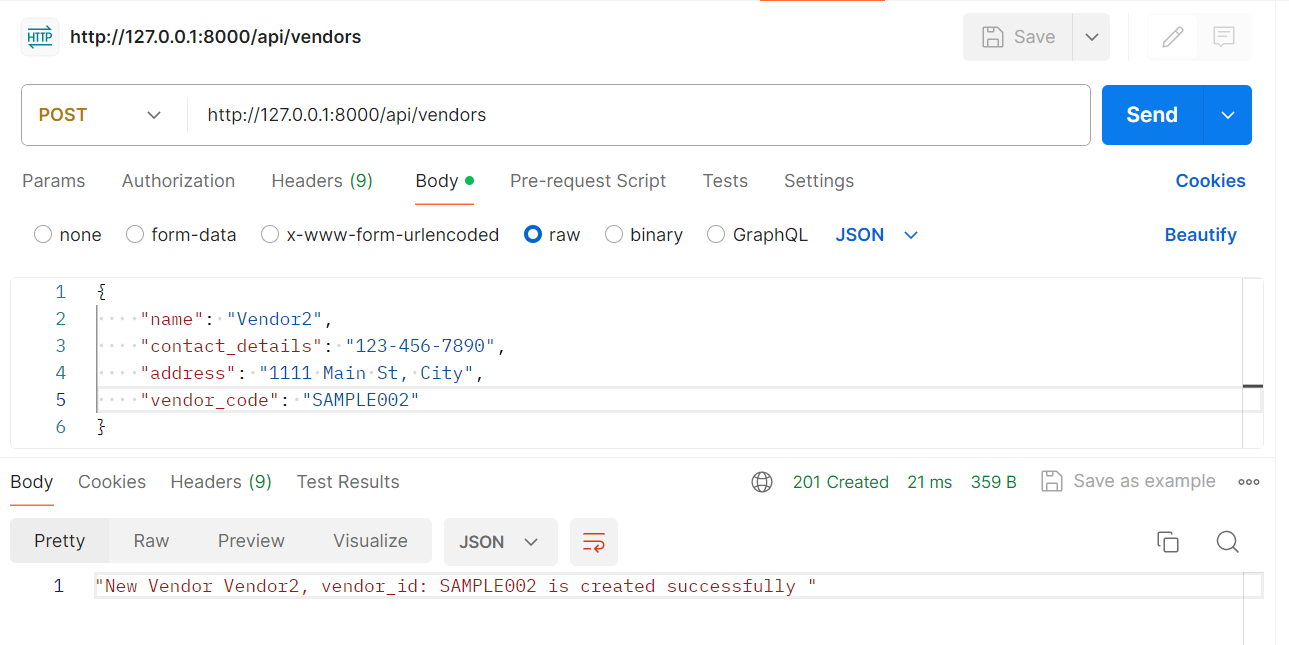 HTTP http://127.0.0.1:8000/api/vendors Save
POST http://127.0.0.1:8000/api/vendors Send
Params Authorization Headers (9) Body Pre-request Script Tests Settings Cookies
none form-data x-www-form-urlencoded raw binary GraphQL JSON Beautify
1 {
2 ····"name":·"Vendor2",
3 ····"contact_details":·"123-456-7890",
4 ····"address":·"1111·Main·St,·City",
5 ····"vendor_code":·"SAMPLE002"
6 }
Body Cookies Headers (9) Test Results 201 Created 21 ms 359 B Save as example
Pretty Raw Preview Visualize JSON
1 "New Vendor Vendor2, vendor_id: SAMPLE002 is created successfully "